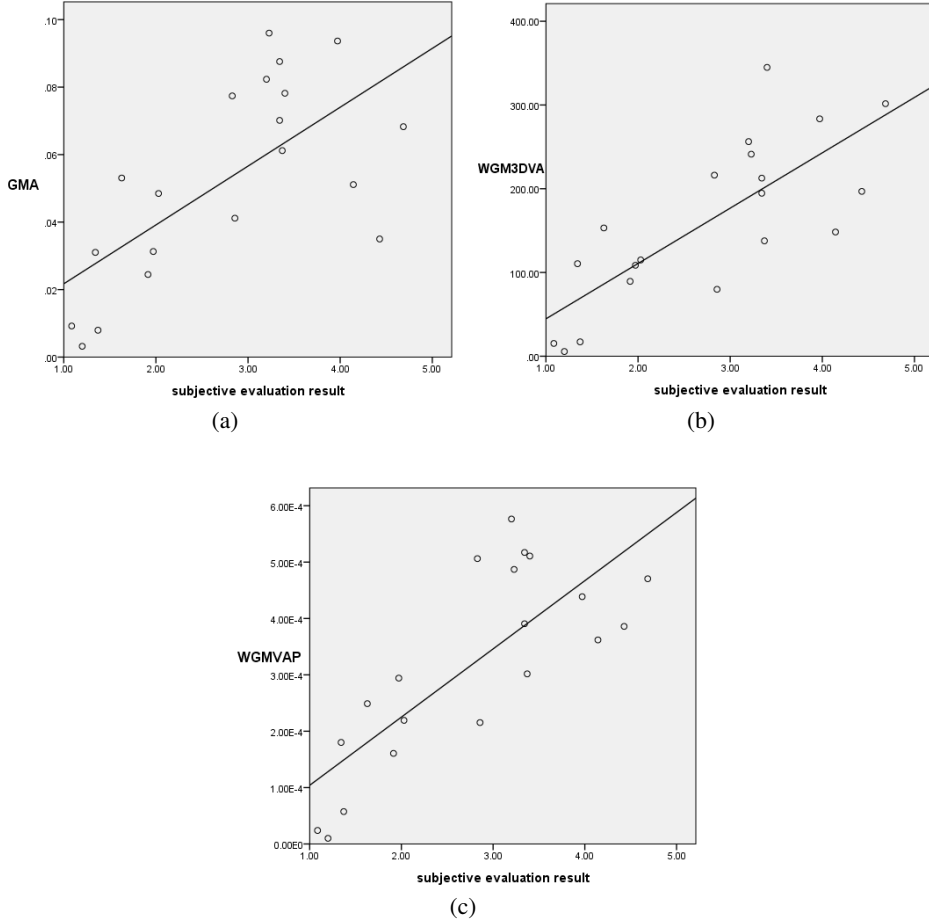 .10
.08
.06
GMA
.04
.02
.00
1.00 2.00 3.00 4.00 5.00
subjective evaluation result
(a)
400.00
300.00
WGM3DVA
200.00
100.00
.00
1.00 2.00 3.00 4.00 5.00
subjective evaluation result
(b)
6.00E-4
5.00E-4
4.00E-4
WGMVAP
3.00E-4
2.00E-4
1.00E-4
0.00E0
1.00 2.00 3.00 4.00 5.00
subjective evaluation result
(c)